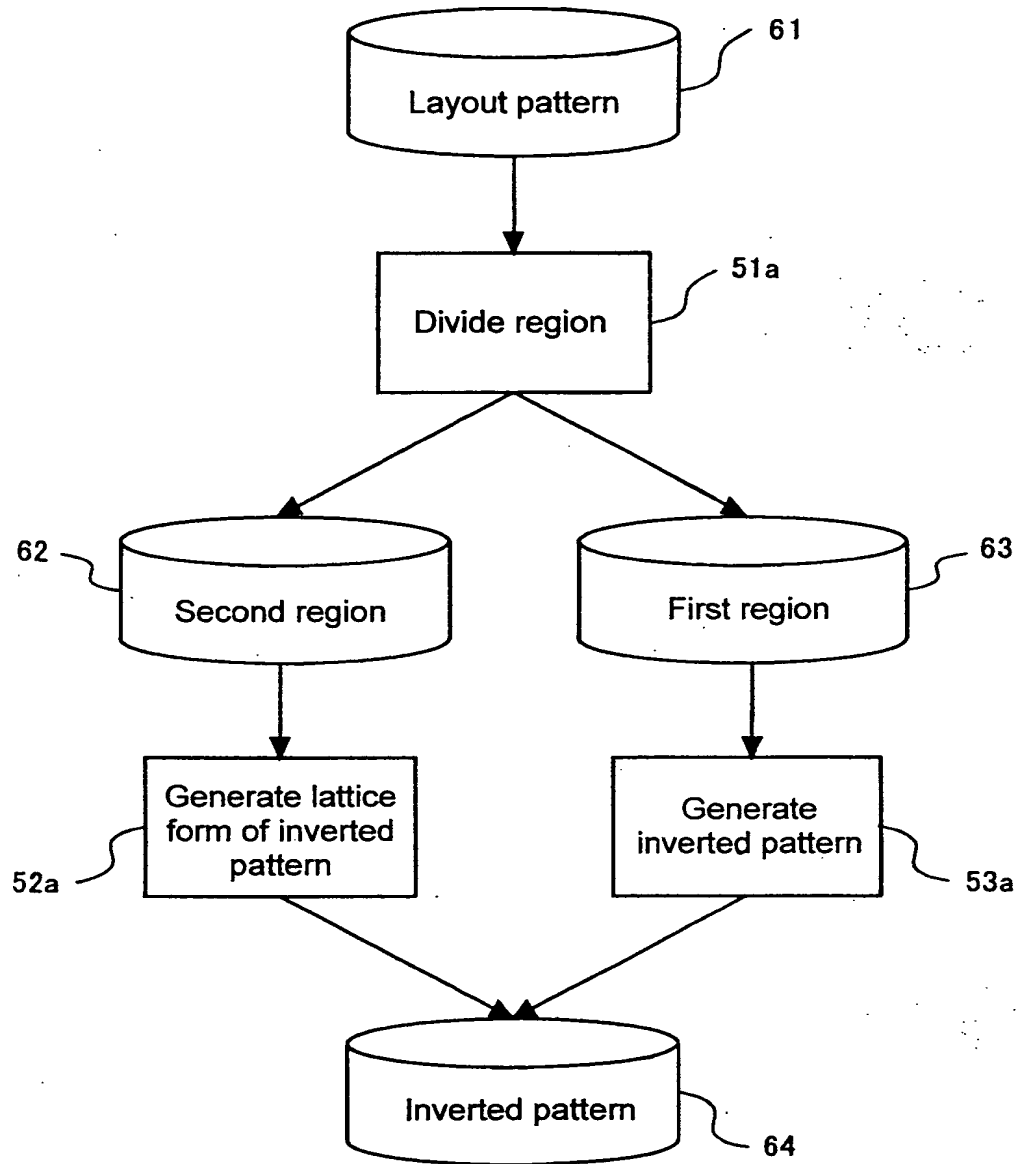 61
Layout pattern
51a
Divide region
62
63
Second region
First region
Generate lattice
form of inverted
pattern
Generate
inverted pattern
52a
53a
Inverted pattern
64